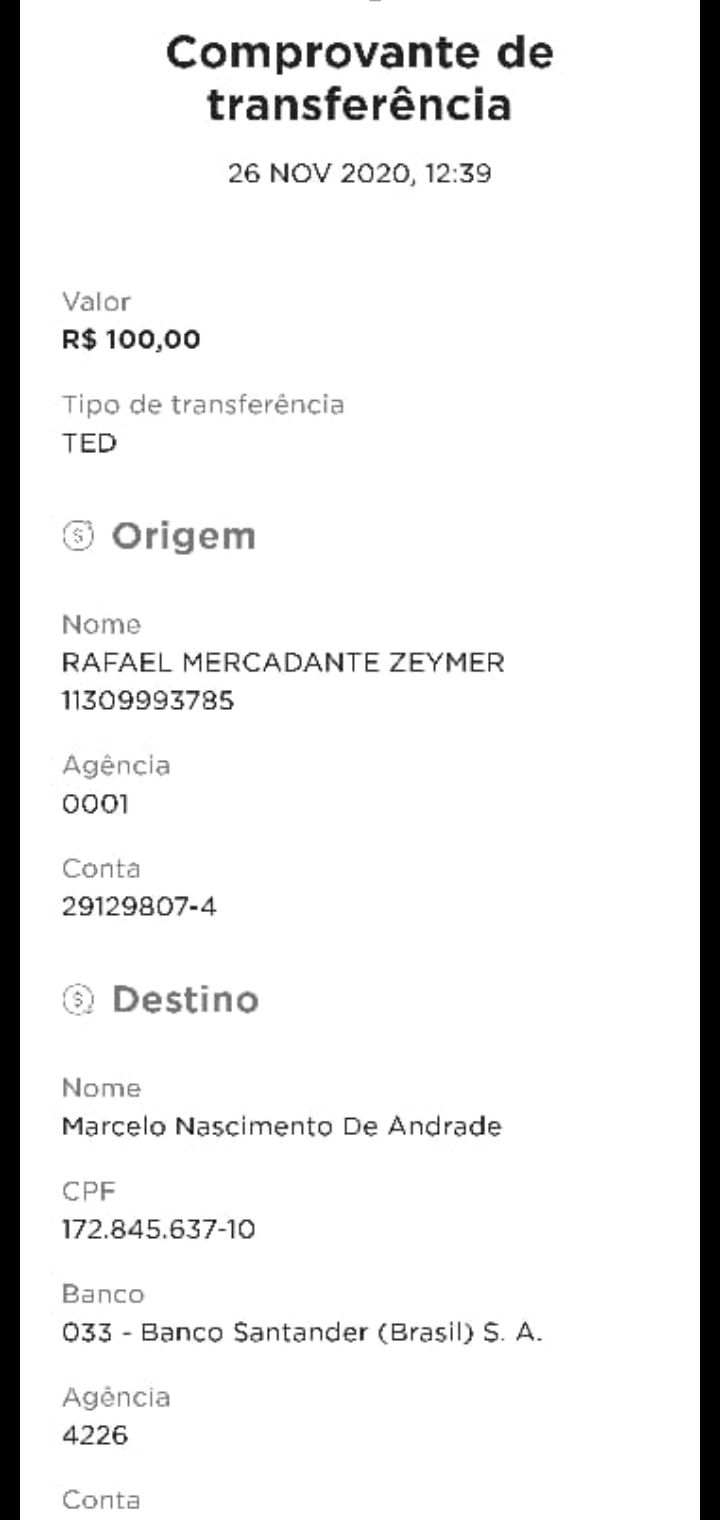 Comprovante de
transferência
26 NOV 2020, 12:39
Valor
R$ 100,00
Tipo de transferência
TED
Origem
Nome
RAFAEL MERCADANTE ZEYMER
11309993785
Agência
0001
Conta
29129807-4
Destino
Nome
Marcelo Nascimento De Andrade
CPF
172.845.637-10
Banco
033 - Banco Santander (Brasil) S. A.
Agência
4226
Conta